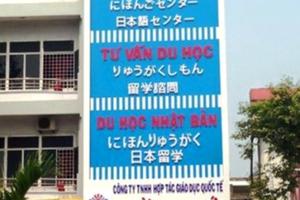 にほんごセンター
日本語センター
TƯ VẤN DU HỌC
りゅうがくしもん
留学諮問
DU HỌC NHẬT BẢN
にほんりゅうがく
日本留学
CÔNG TY TNHH HỢP TÁC GIÁO DỤC QUỐC TẾ